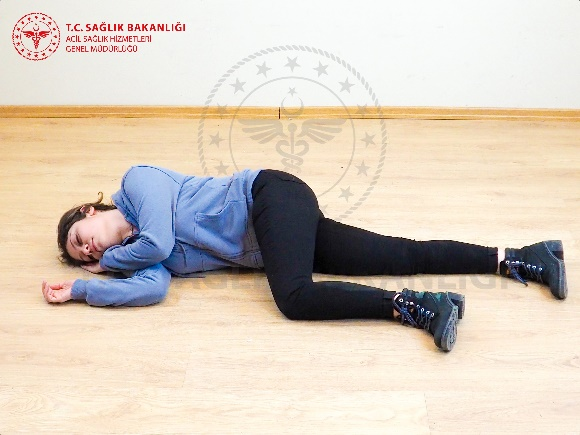 T.C. SAĞLIK BAKANLIĞI
ACİL SAĞLIK HİZMETLERİ
GENEL MÜDÜRLÜĞÜ